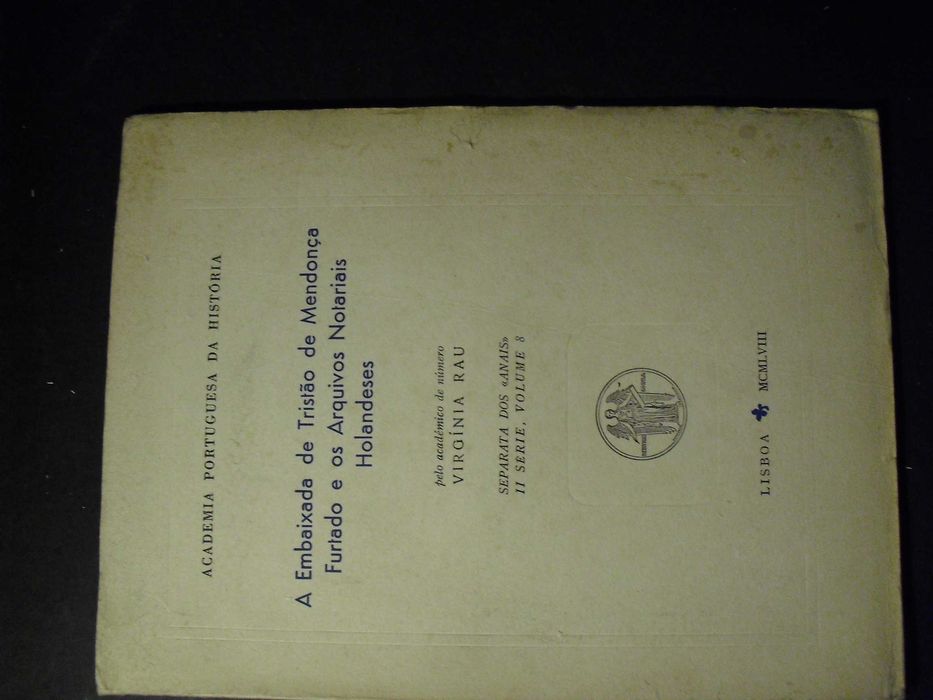 ACADEMIA PORTUGUESA DA HISTÓRIA
A Embaixada de Tristão de Mendonça
Furtado e os Arquivos Notariais
Holandeses
pelo académico de número
VIRGÍNIA RAU
SEPARATA DOS «ANAIS»
II SÉRIE, VOLUME 8
LISBOA MCMLVIII